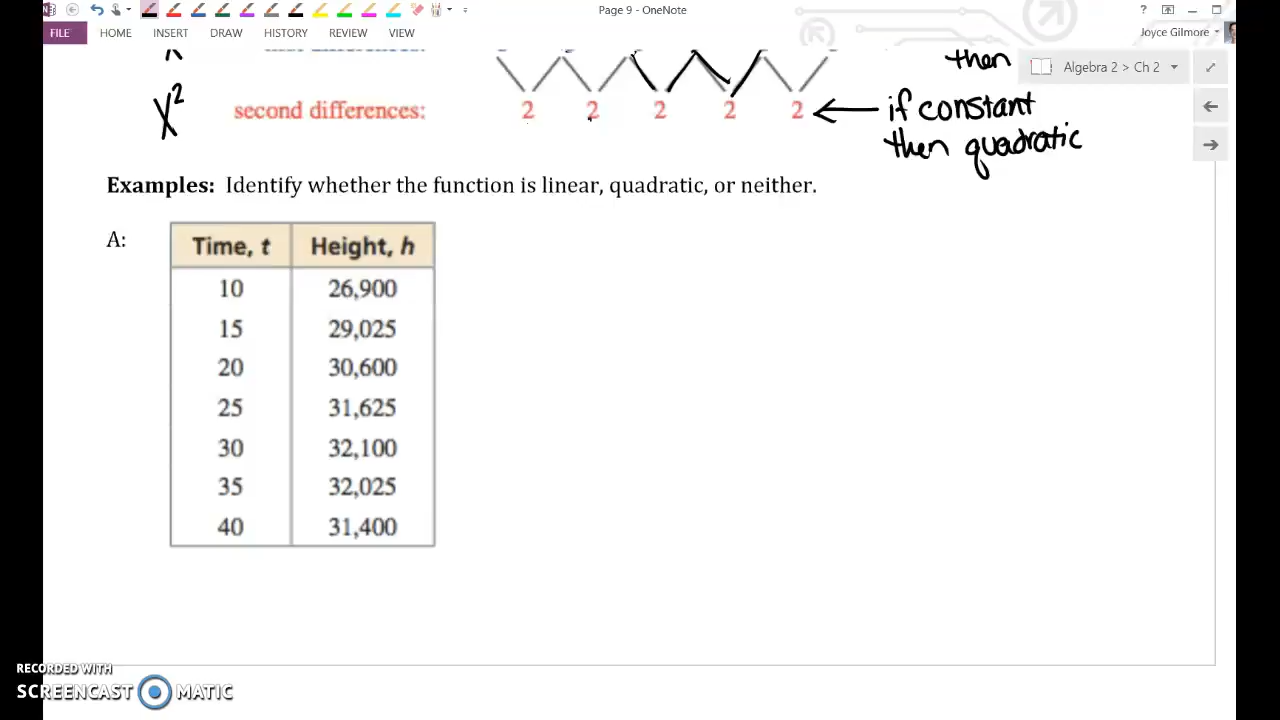 Page 9 - OneNote
?
FILE HOME INSERT DRAW HISTORY REVIEW VIEW
Joyce Gilmore
Algebra 2 > Ch 2
then
X²
second differences: 2 2 2 2 2
if constant
then quadratic
Examples: Identify whether the function is linear, quadratic, or neither.
A:
Time, t Height, h
10 26,900
15 29,025
20 30,600
25 31,625
30 32,100
35 32,025
40 31,400
RECORDED WITH
SCREENCAST MATIC